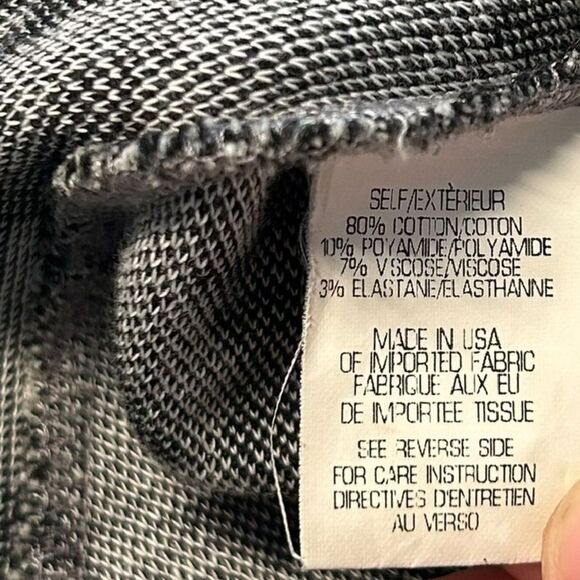 SELF/EXTÈRIEUR
80% COTTON/COTON
10% POYAMIDE/POLYAMIDE
7% VISCOSE/VISCOSE
3% ELASTANE/ELASTHANNE
MADE IN USA
OF IMPORTED FABRIC
FABRIGUE AUX EU
DE IMPORTEE TISSUE
SEE REVERSE SIDE
FOR CARE INSTRUCTION
DIRECTIVES D'ENTRETIEN
AU VERSO